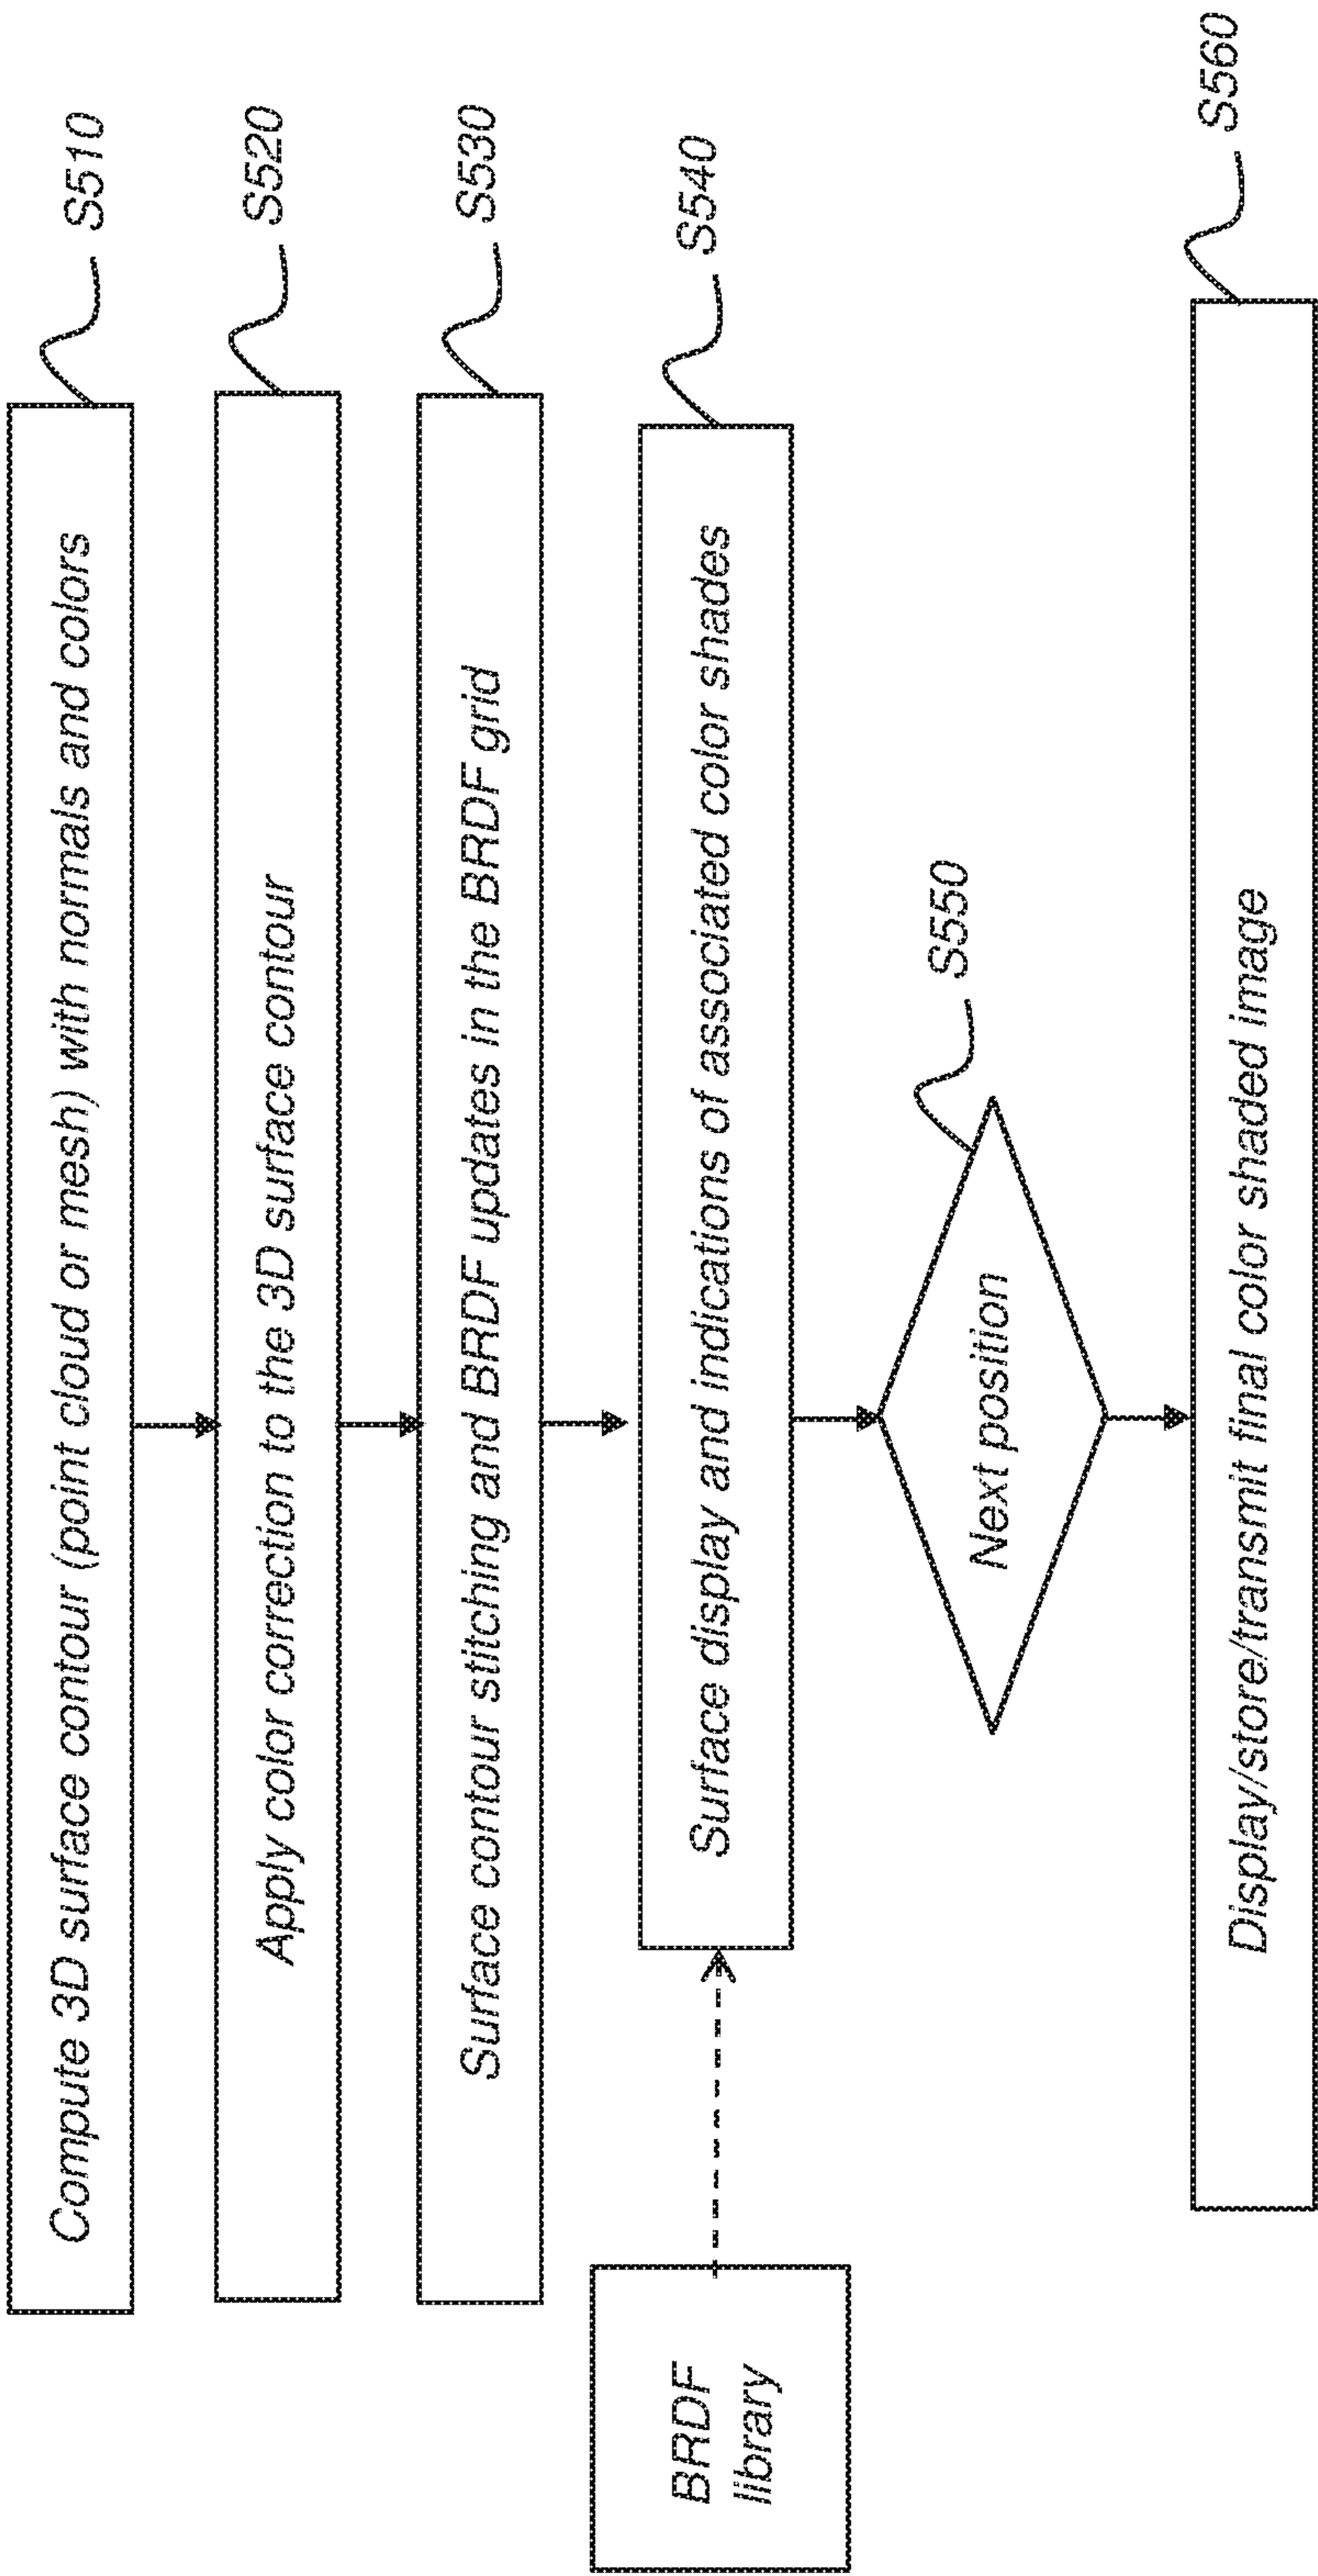 Compute 3D surface contour (point cloud or mesh) with normals and colors
S510
Apply color correction to the 3D surface contour
S520
Surface contour stitching and BRDF updates in the BRDF grid
S530
BRDF
library
Surface display and indications of associated color shades
S540
Next position
S550
Display/store/transmit final color shaded image
S560